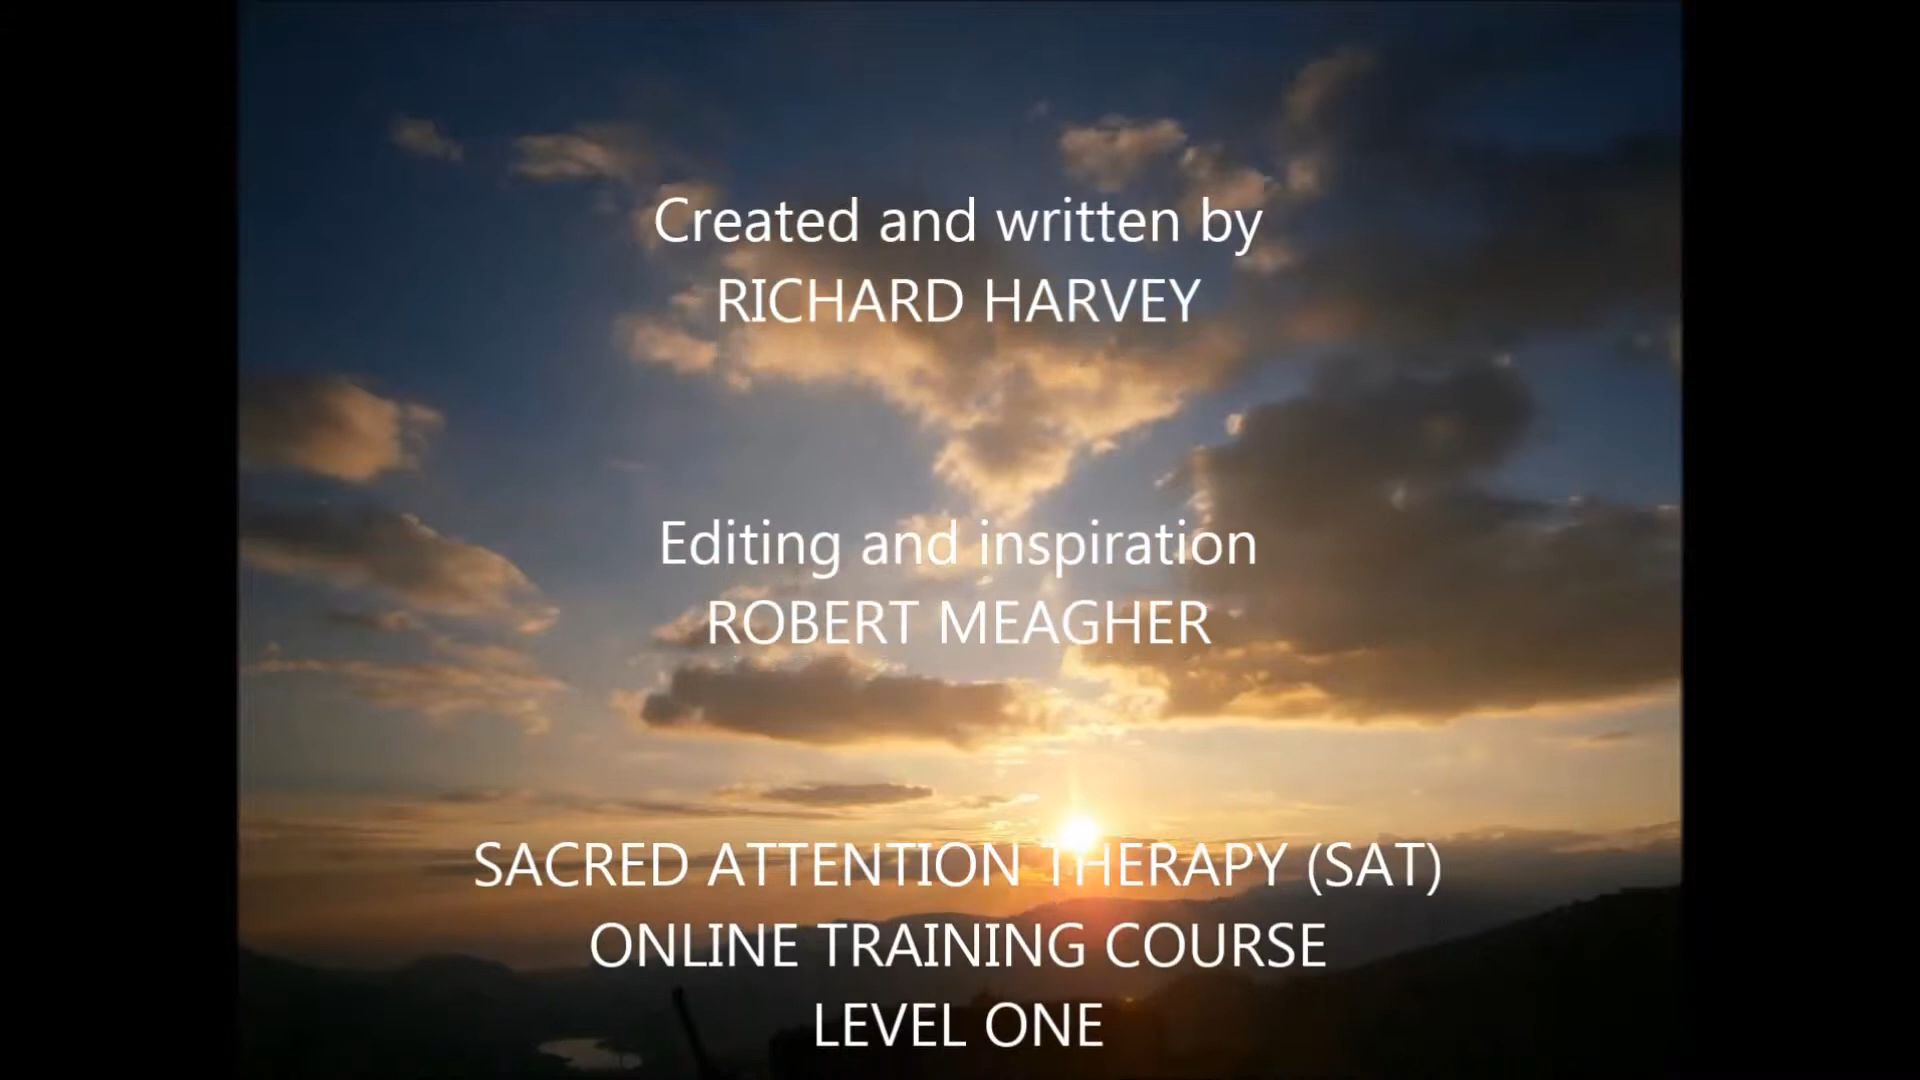 Created and written by
RICHARD HARVEY
Editing and inspiration
ROBERT MEAGHER
SACRED ATTENTION THERAPY (SAT)
ONLINE TRAINING COURSE
LEVEL ONE